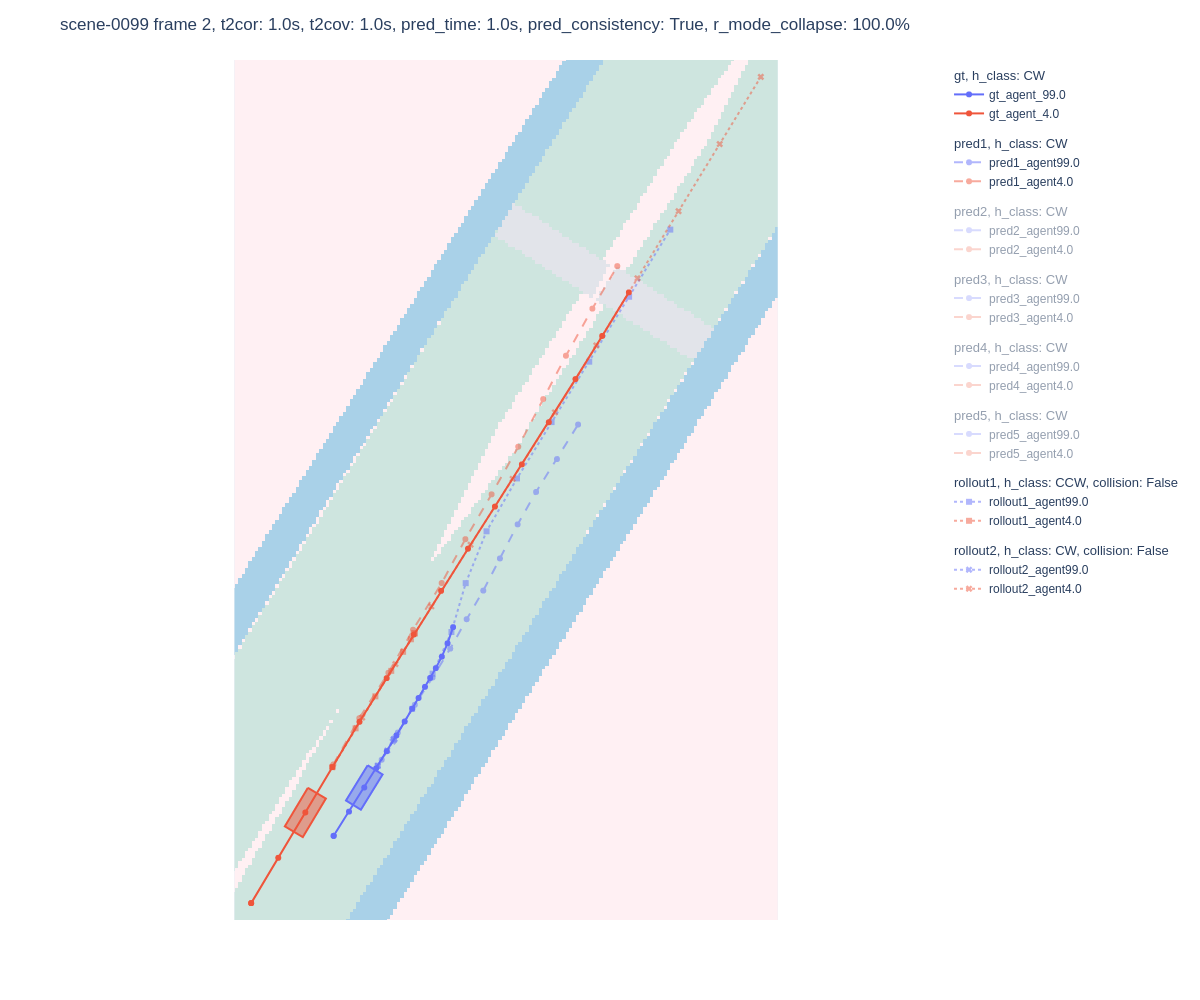 scene-0099 frame 2, t2cor: 1.0s, t2cov: 1.0s, pred_time: 1.0s, pred_consistency: True, r_mode_collapse: 100.0%
gt, h_class: CW
gt_agent_99.0
gt_agent_4.0
pred1, h_class: CW
pred1_agent99.0
pred1_agent4.0
pred2, h_class: CW
pred2_agent99.0
pred2_agent4.0
pred3, h_class: CW
pred3_agent99.0
pred3_agent4.0
pred4, h_class: CW
pred4_agent99.0
pred4_agent4.0
pred5, h_class: CW
pred5_agent99.0
pred5_agent4.0
rollout1, h_class: CCW, collision: False
rollout1_agent99.0
rollout1_agent4.0
rollout2, h_class: CW, collision: False
rollout2_agent99.0
rollout2_agent4.0